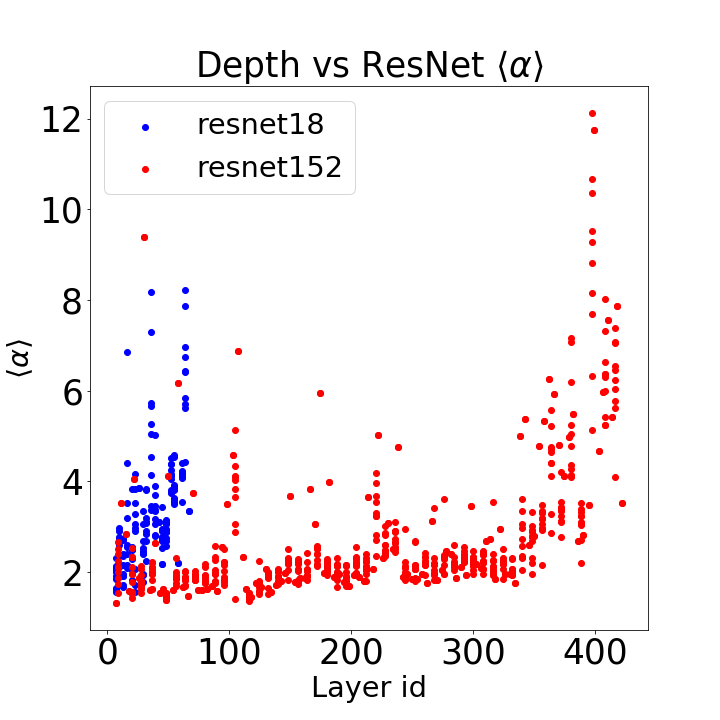 Depth vs ResNet ⟨α⟩
resnet18
resnet152
12
10
8
6
4
2
⟨α⟩
0 100 200 300 400
Layer id